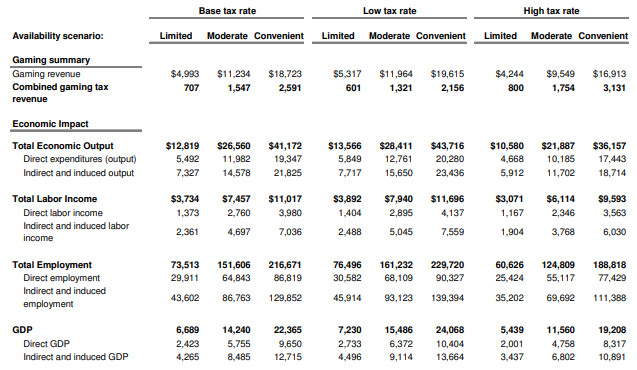 Base tax rate Low tax rate High tax rate
Availability scenario: Limited Moderate Convenient Limited Moderate Convenient Limited Moderate Convenient
Gaming summary
Gaming revenue $4,993 $11,234 $18,723 $5,317 $11,964 $19,615 $4,244 $9,549 $16,913
Combined gaming tax 707 1,547 2,591 601 1,321 2,156 800 1,754 3,131
revenue
Economic Impact
Total Economic Output $12,819 $26,560 $41,172 $13,566 $28,411 $43,716 $10,580 $21,887 $36,157
Direct expenditures (output) 5,492 11,982 19,347 5,849 12,761 20,280 4,668 10,185 17,443
Indirect and induced output 7,327 14,578 21,825 7,717 15,650 23,436 5,912 11,702 18,714
Total Labor Income $3,734 $7,457 $11,017 $3,892 $7,940 $11,696 $3,071 $6,114 $9,593
Direct labor income 1,373 2,760 3,980 1,404 2,895 4,137 1,167 2,346 3,563
Indirect and induced labor
income 2,361 4,697 7,036 2,488 5,045 7,559 1,904 3,768 6,030
Total Employment 73,513 151,606 216,671 76,496 161,232 229,720 60,626 124,809 188,818
Direct employment 29,911 64,843 86,819 30,582 68,109 90,327 25,424 55,117 77,429
Indirect and induced
employment 43,602 86,763 129,852 45,914 93,123 139,394 35,202 69,692 111,388
GDP 6,689 14,240 22,365 7,230 15,486 24,068 5,439 11,560 19,208
Direct GDP 2,423 5,755 9,650 2,733 6,372 10,404 2,001 4,758 8,317
Indirect and induced GDP 4,265 8,485 12,715 4,496 9,114 13,664 3,437 6,802 10,891